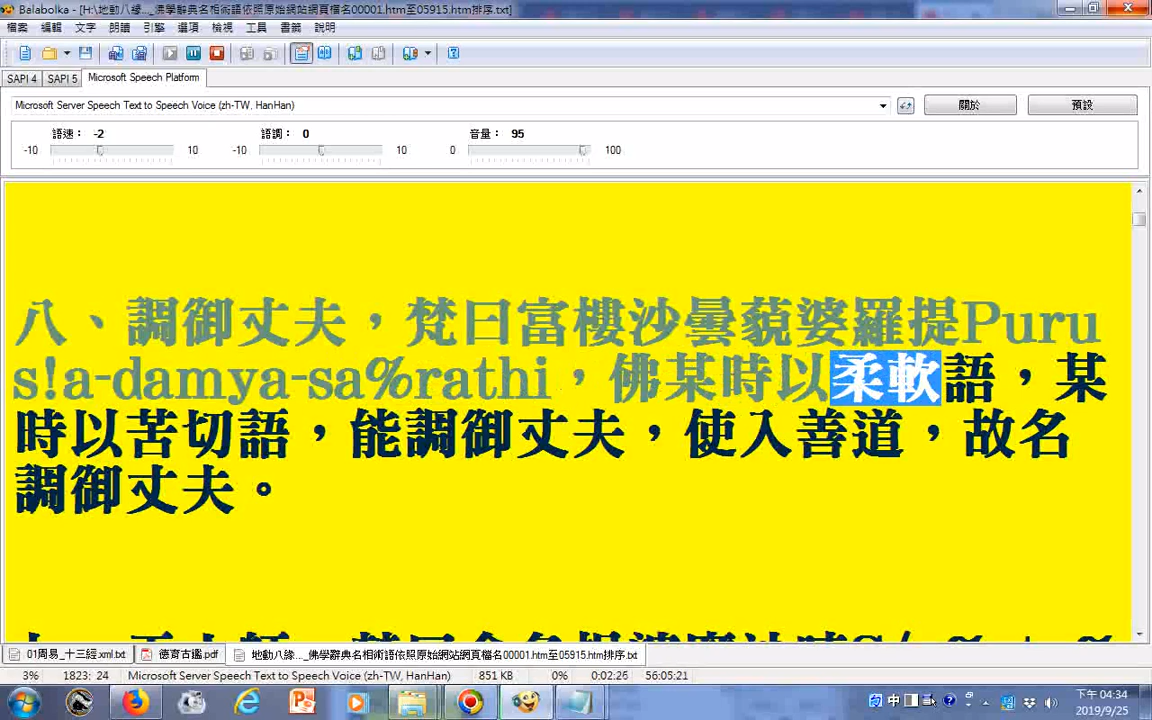 Balabolka - [H:\地動八緣..._佛學辭典名相術語依照原始網站網頁檔名00001.htm至05915.htm排序.txt]
檔案 編輯 文字 朗讀 引擎 選項 檢視 工具 書籤 說明
SAPI 4 SAPI 5 Microsoft Speech Platform
Microsoft Server Speech Text to Speech Voice (zh-TW, HanHan) 關於 預設
語速： -2 語調： 0 音量： 95
-10 10 -10 10 0 100
八、調御丈夫，梵曰富樓沙曇藐婆羅提Puru
s!a-damya-sa%rathi，佛某時以柔軟語，某
時以苦切語，能調御丈夫，使入善道，故名
調御丈夫。
01周易_十三經.xml.txt 德育古鑑.pdf 地動八緣..._佛學辭典名相術語依照原始網站網頁檔名00001.htm至05915.htm排序.txt
3% 1823: 24 Microsoft Server Speech Text to Speech Voice (zh-TW, HanHan) 851 KB 0% 0:02:26 56:05:21
中 下午 04:34
2019/9/25